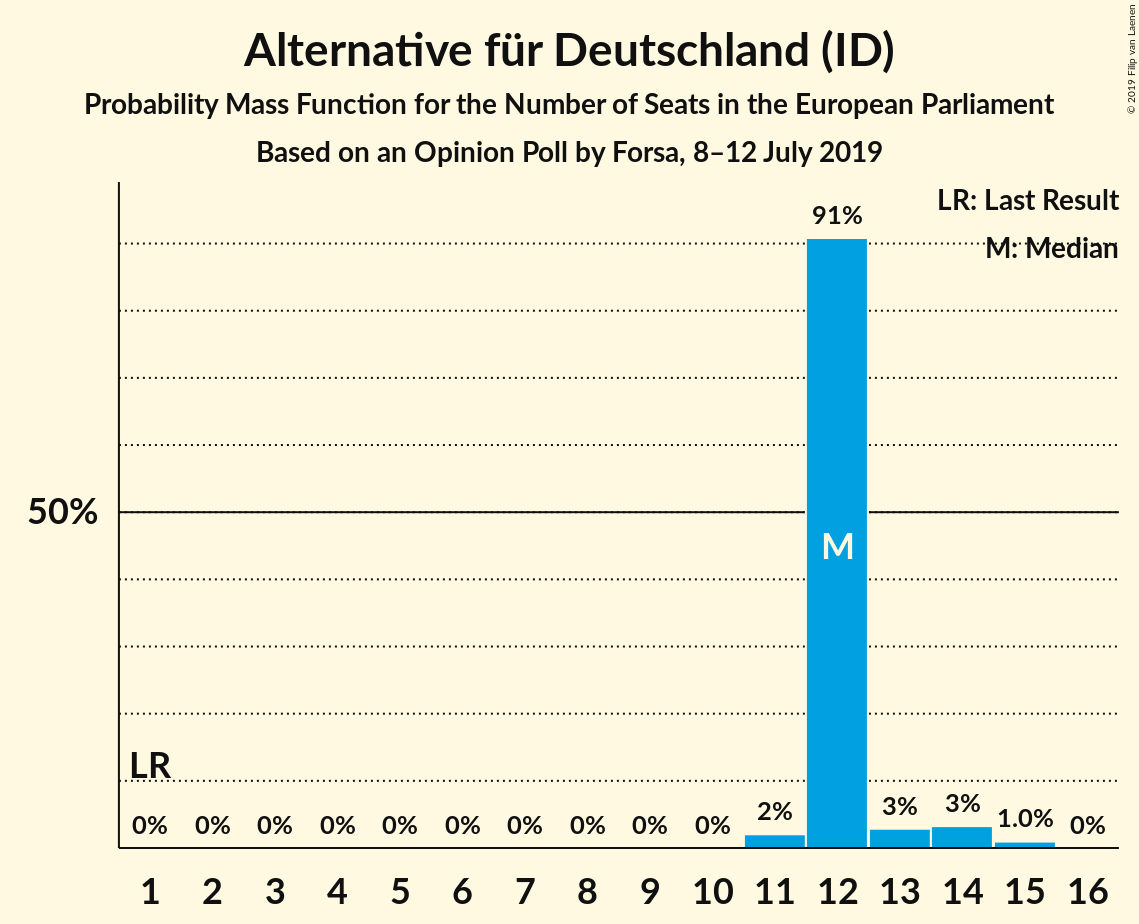 Alternative für Deutschland (ID)
Probability Mass Function for the Number of Seats in the European Parliament
Based on an Opinion Poll by Forsa, 8–12 July 2019
© 2019 Filip van Laenen
LR: Last Result
M: Median
91%
50%
M
LR
0% 0% 0% 0% 0% 0% 0% 0% 0% 0% 2% 3% 3% 1.0% 0%
1 2 3 4 5 6 7 8 9 10 11 12 13 14 15 16